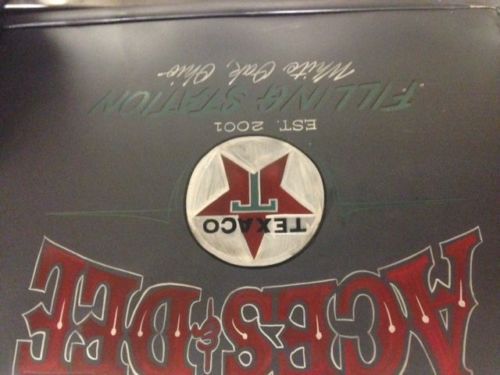 ACES & DEE
TEXACO
T
EST. 2001
FILLING STATION
White Oak, Ohio